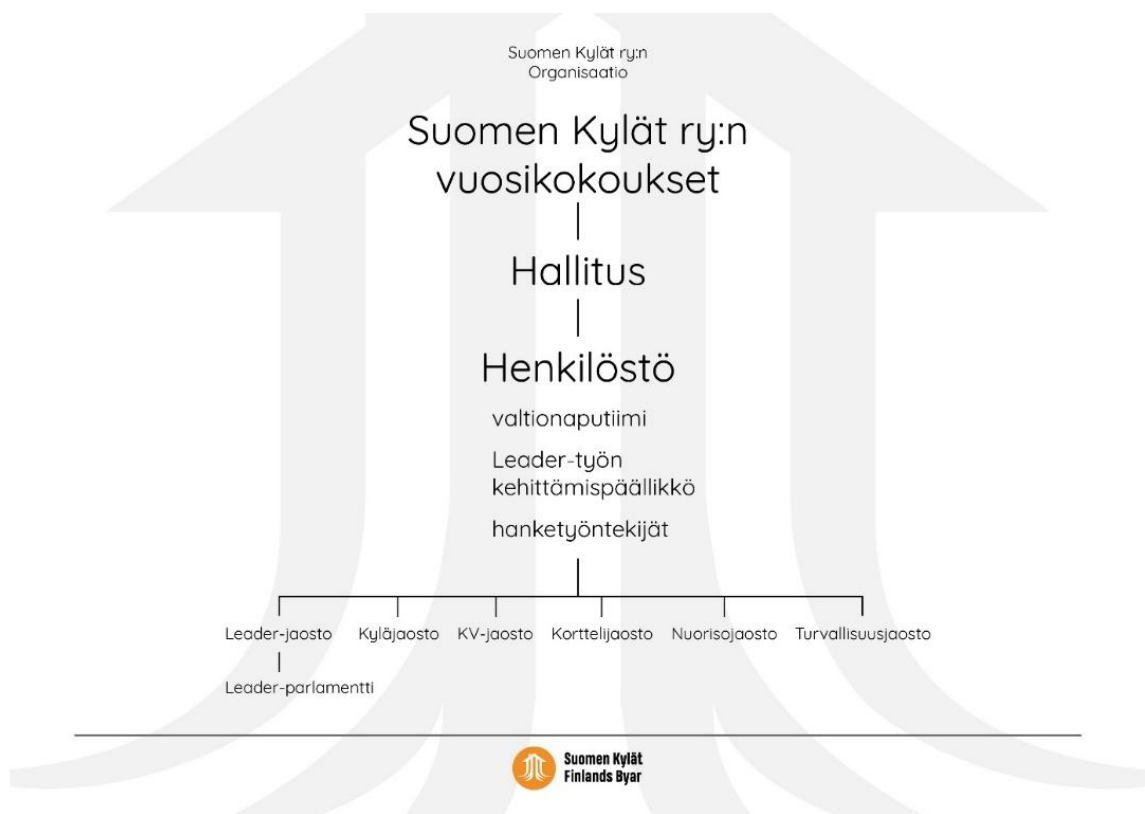 Suomen Kylät ry:n
Organisaatio
Suomen Kylät ry:n
vuosikokoukset
Hallitus
Henkilöstö
valtionaputiimi
Leader-työn
kehittämispäällikkö
hanketyöntekijät
Leader-jaosto Kyläjaosto KV-jaosto Korttelijaosto Nuorisojaosto Turvallisuusjaosto
Leader-parlamentti
Suomen Kylät
Finlands Byar